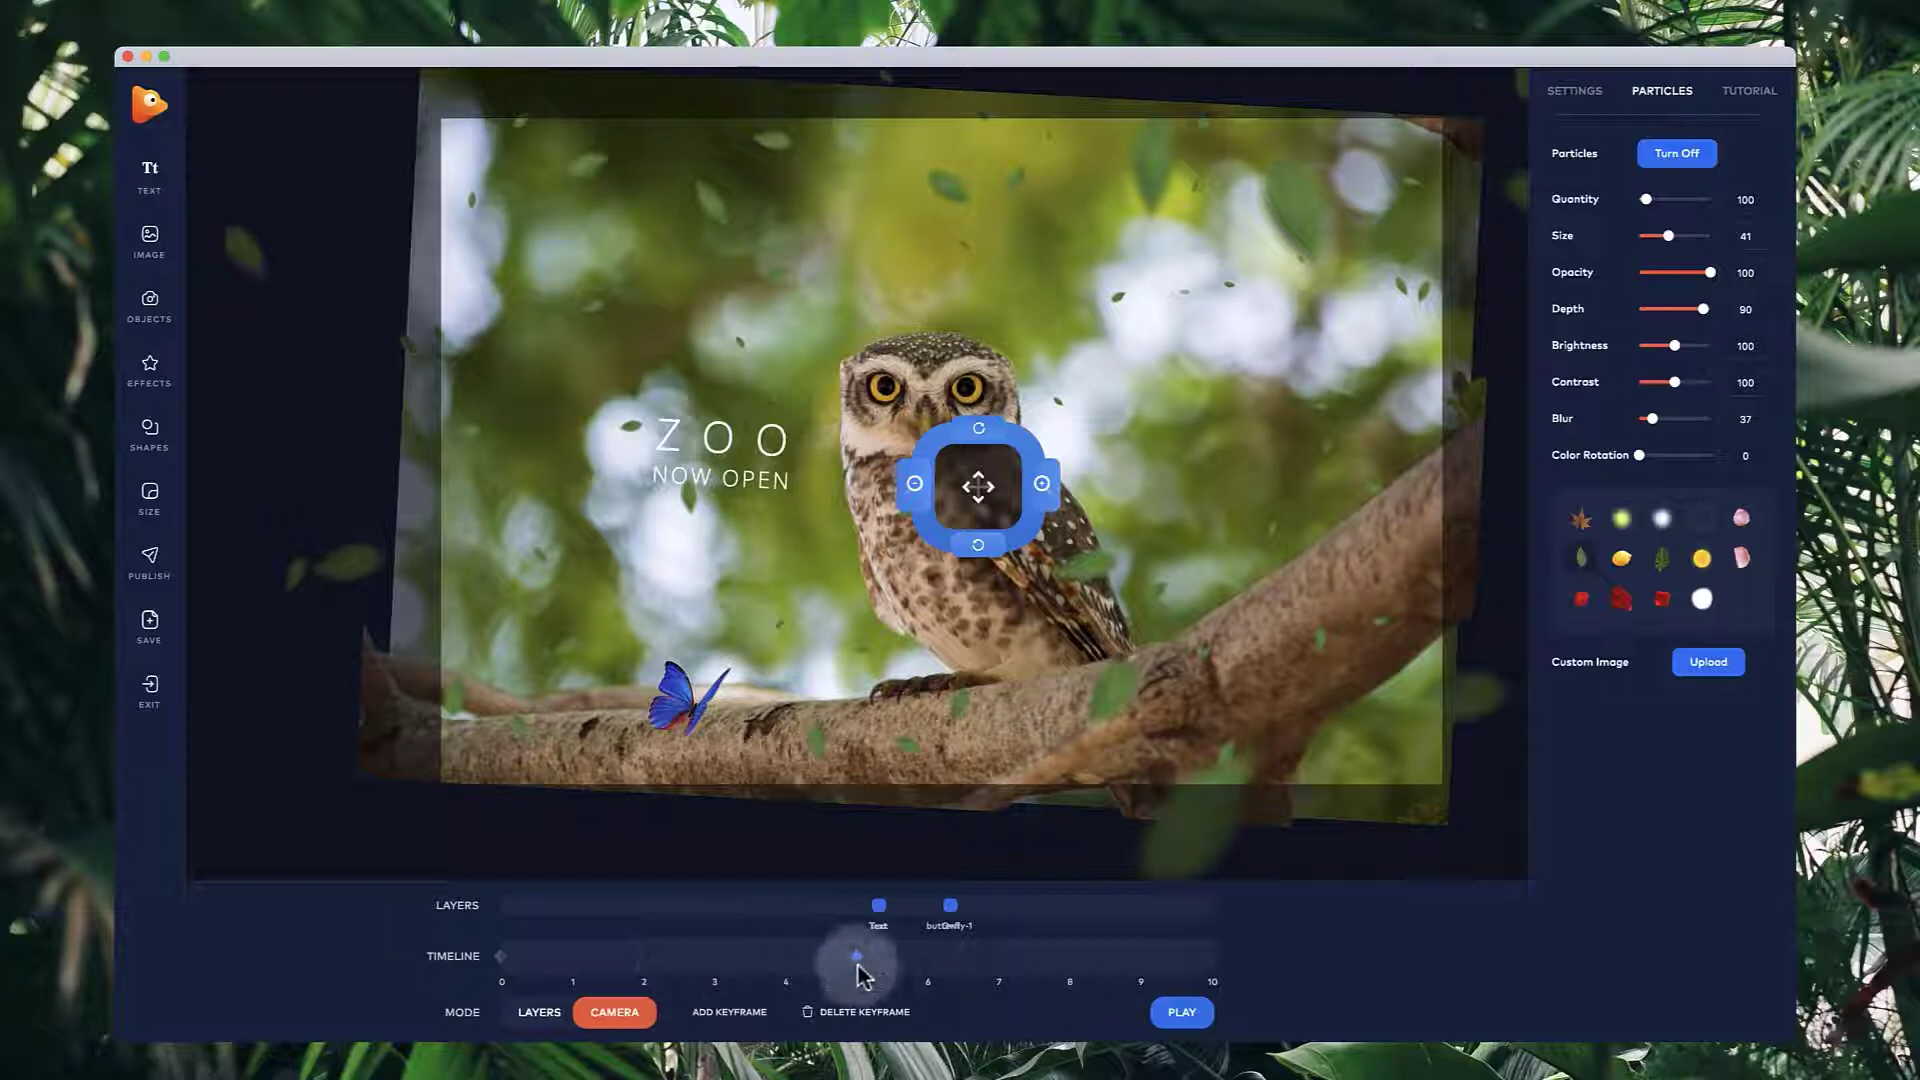 SETTINGS PARTICLES TUTORIAL
Tt
TEXT
IMAGE
OBJECTS
EFFECTS
SHAPES
SIZE
PUBLISH
SAVE
EXIT
ZOO
NOW OPEN
Particles Turn Off
Quantity 100
Size 41
Opacity 100
Depth 90
Brightness 100
Contrast 100
Blur 37
Color Rotation 0
Custom Image Upload
LAYERS
Text
TIMELINE
0 1 2 3 4 6 7 8 9 10
MODE LAYERS CAMERA ADD KEYFRAME DELETE KEYFRAME PLAY